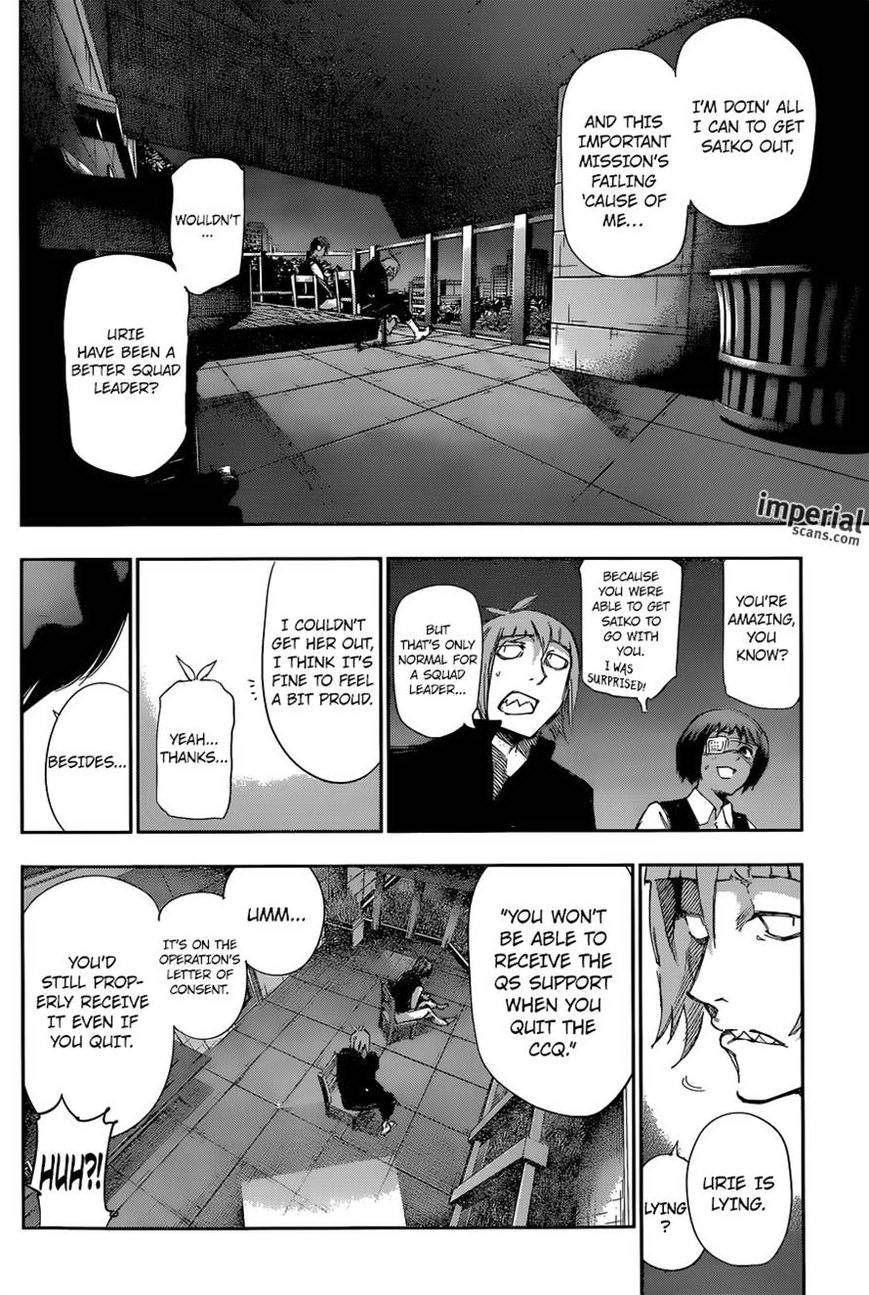 I'M DOIN' ALL
I CAN TO GET
SAIKO OUT,
AND THIS
IMPORTANT
MISSION'S
FAILING
'CAUSE OF
ME...
WOULDN'T
...
URIE
HAVE BEEN A
BETTER SQUAD
LEADER?
imperial
scans.com
YOU'RE
AMAZING,
YOU
KNOW?
BECAUSE
YOU WERE
ABLE TO GET
SAIKO TO
GO WITH
YOU.
I WAS
SURPRISED!
BUT
THAT'S ONLY
NORMAL FOR
A SQUAD
LEADER...
I COULDN'T
GET HER OUT,
I THINK IT'S
FINE TO FEEL
A BIT PROUD.
YEAH...
THANKS...
BESIDES...
URIE IS
LYING.
LYING
?
"YOU WON'T
BE ABLE TO
RECEIVE THE
QS SUPPORT
WHEN YOU
QUIT THE
CCQ."
UMM...
IT'S ON THE
OPERATION'S
LETTER OF
CONSENT.
YOU'D
STILL PROP-
ERLY RECEIVE
IT EVEN IF
YOU QUIT.
HUH?!